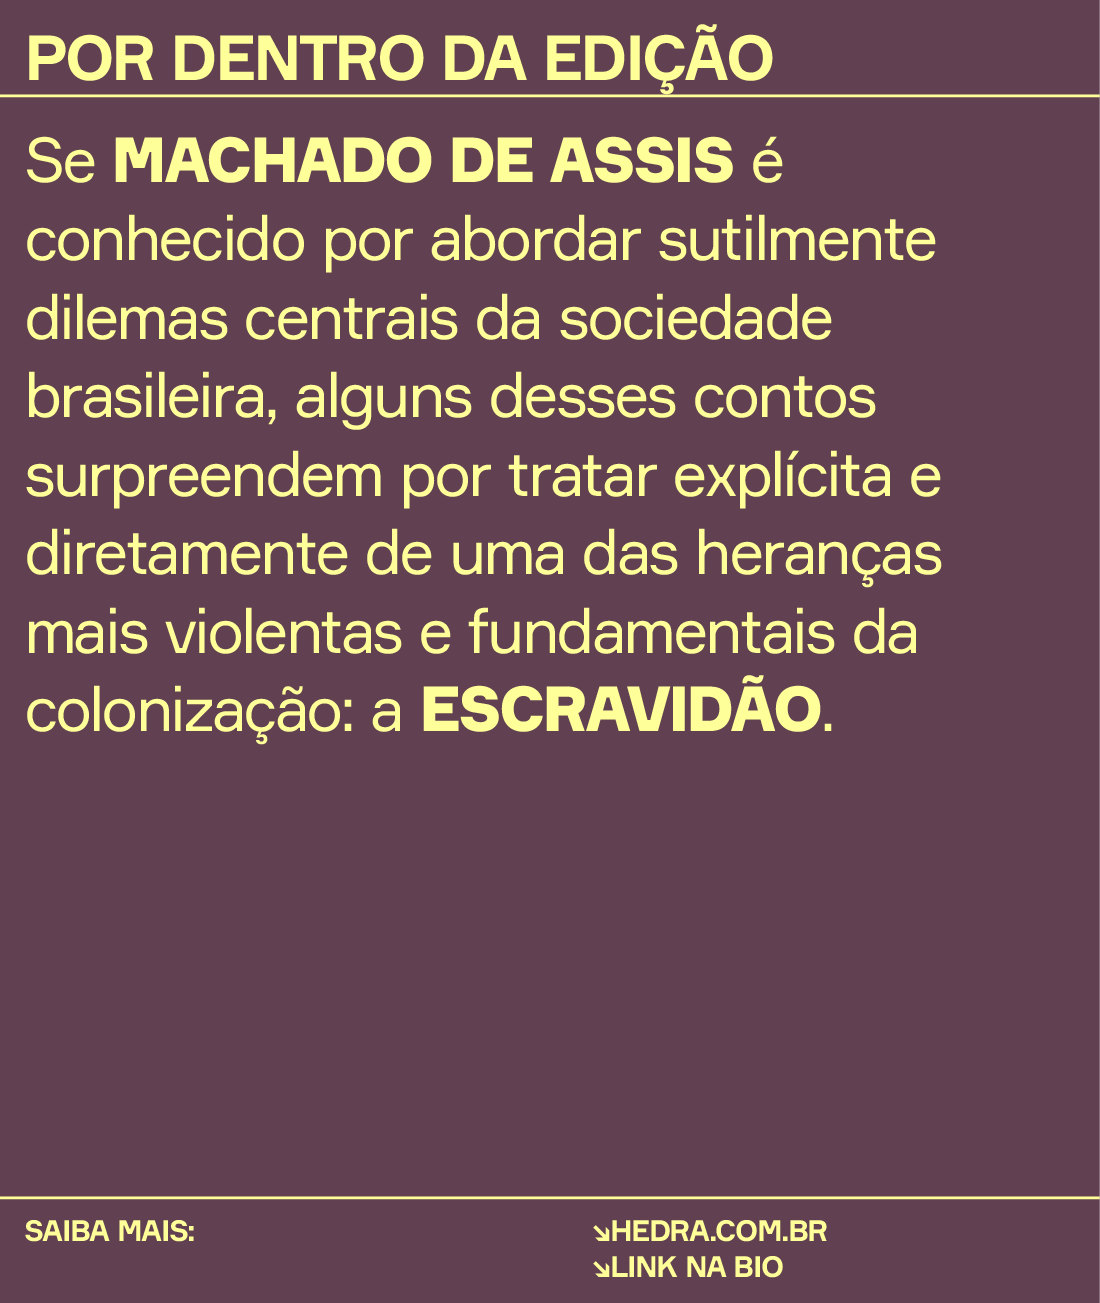 POR DENTRO DA EDIÇÃO
Se MACHADO DE ASSIS é
conhecido por abordar sutilmente
dilemas centrais da sociedade
brasileira, alguns desses contos
surpreendem por tratar explícita e
diretamente de uma das heranças
mais violentas e fundamentais da
colonização: a ESCRAVIDÃO.
SAIBA MAIS:
↘HEDRA.COM.BR
↘LINK NA BIO